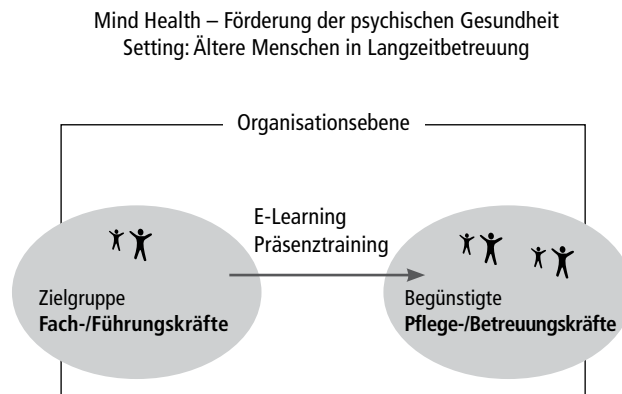 Mind Health – Förderung der psychischen Gesundheit
Setting: Ältere Menschen in Langzeitbetreuung
Organisationsebene
E-Learning
Präsenztraining
Zielgruppe
Fach-/Führungskräfte
Begünstigte
Pflege-/Betreuungskräfte